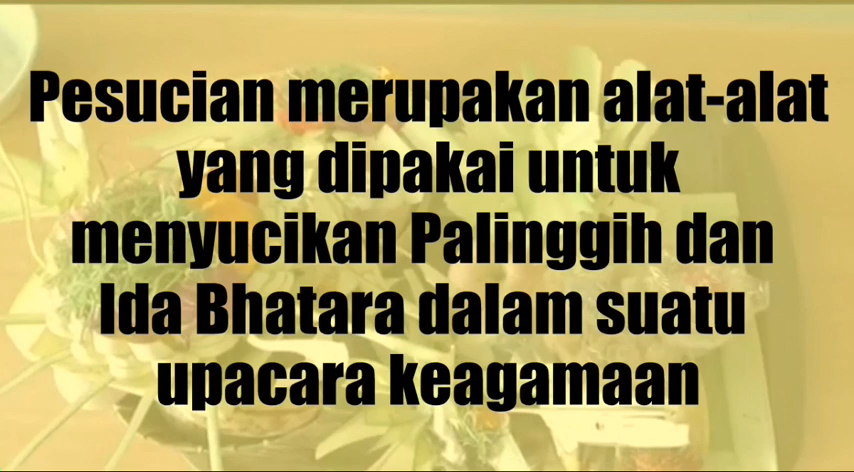 Pesucian merupakan alat-alat
yang dipakai untuk
menyucikan Palinggih dan
Ida Bhatara dalam suatu
upacara keagamaan